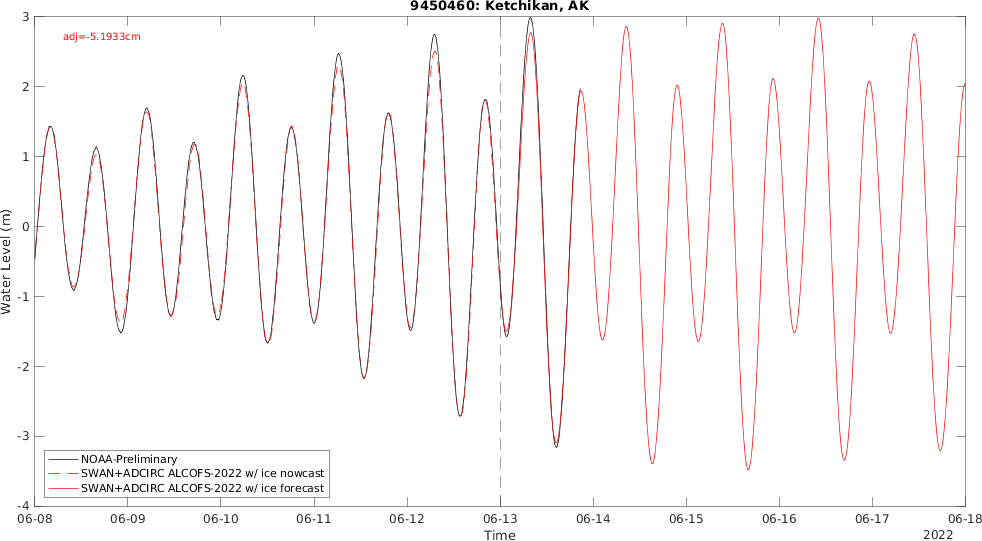 9450460: Ketchikan, AK
adj=-5.1933cm
3
2
1
0
-1
-2
-3
-4
Water Level (m)
NOAA-Preliminary
SWAN+ADCIRC ALCOFS-2022 w/ ice nowcast
SWAN+ADCIRC ALCOFS-2022 w/ ice forecast
06-08 06-09 06-10 06-11 06-12 06-13 06-14 06-15 06-16 06-17 06-18
Time
2022